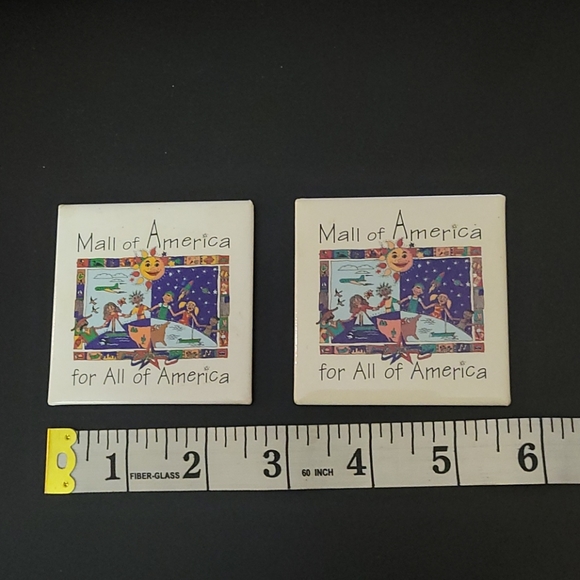 Mall of America
for All of America
Mall of America
for All of America
1 FIBER-GLASS 2 3 60 INCH 4 5 6